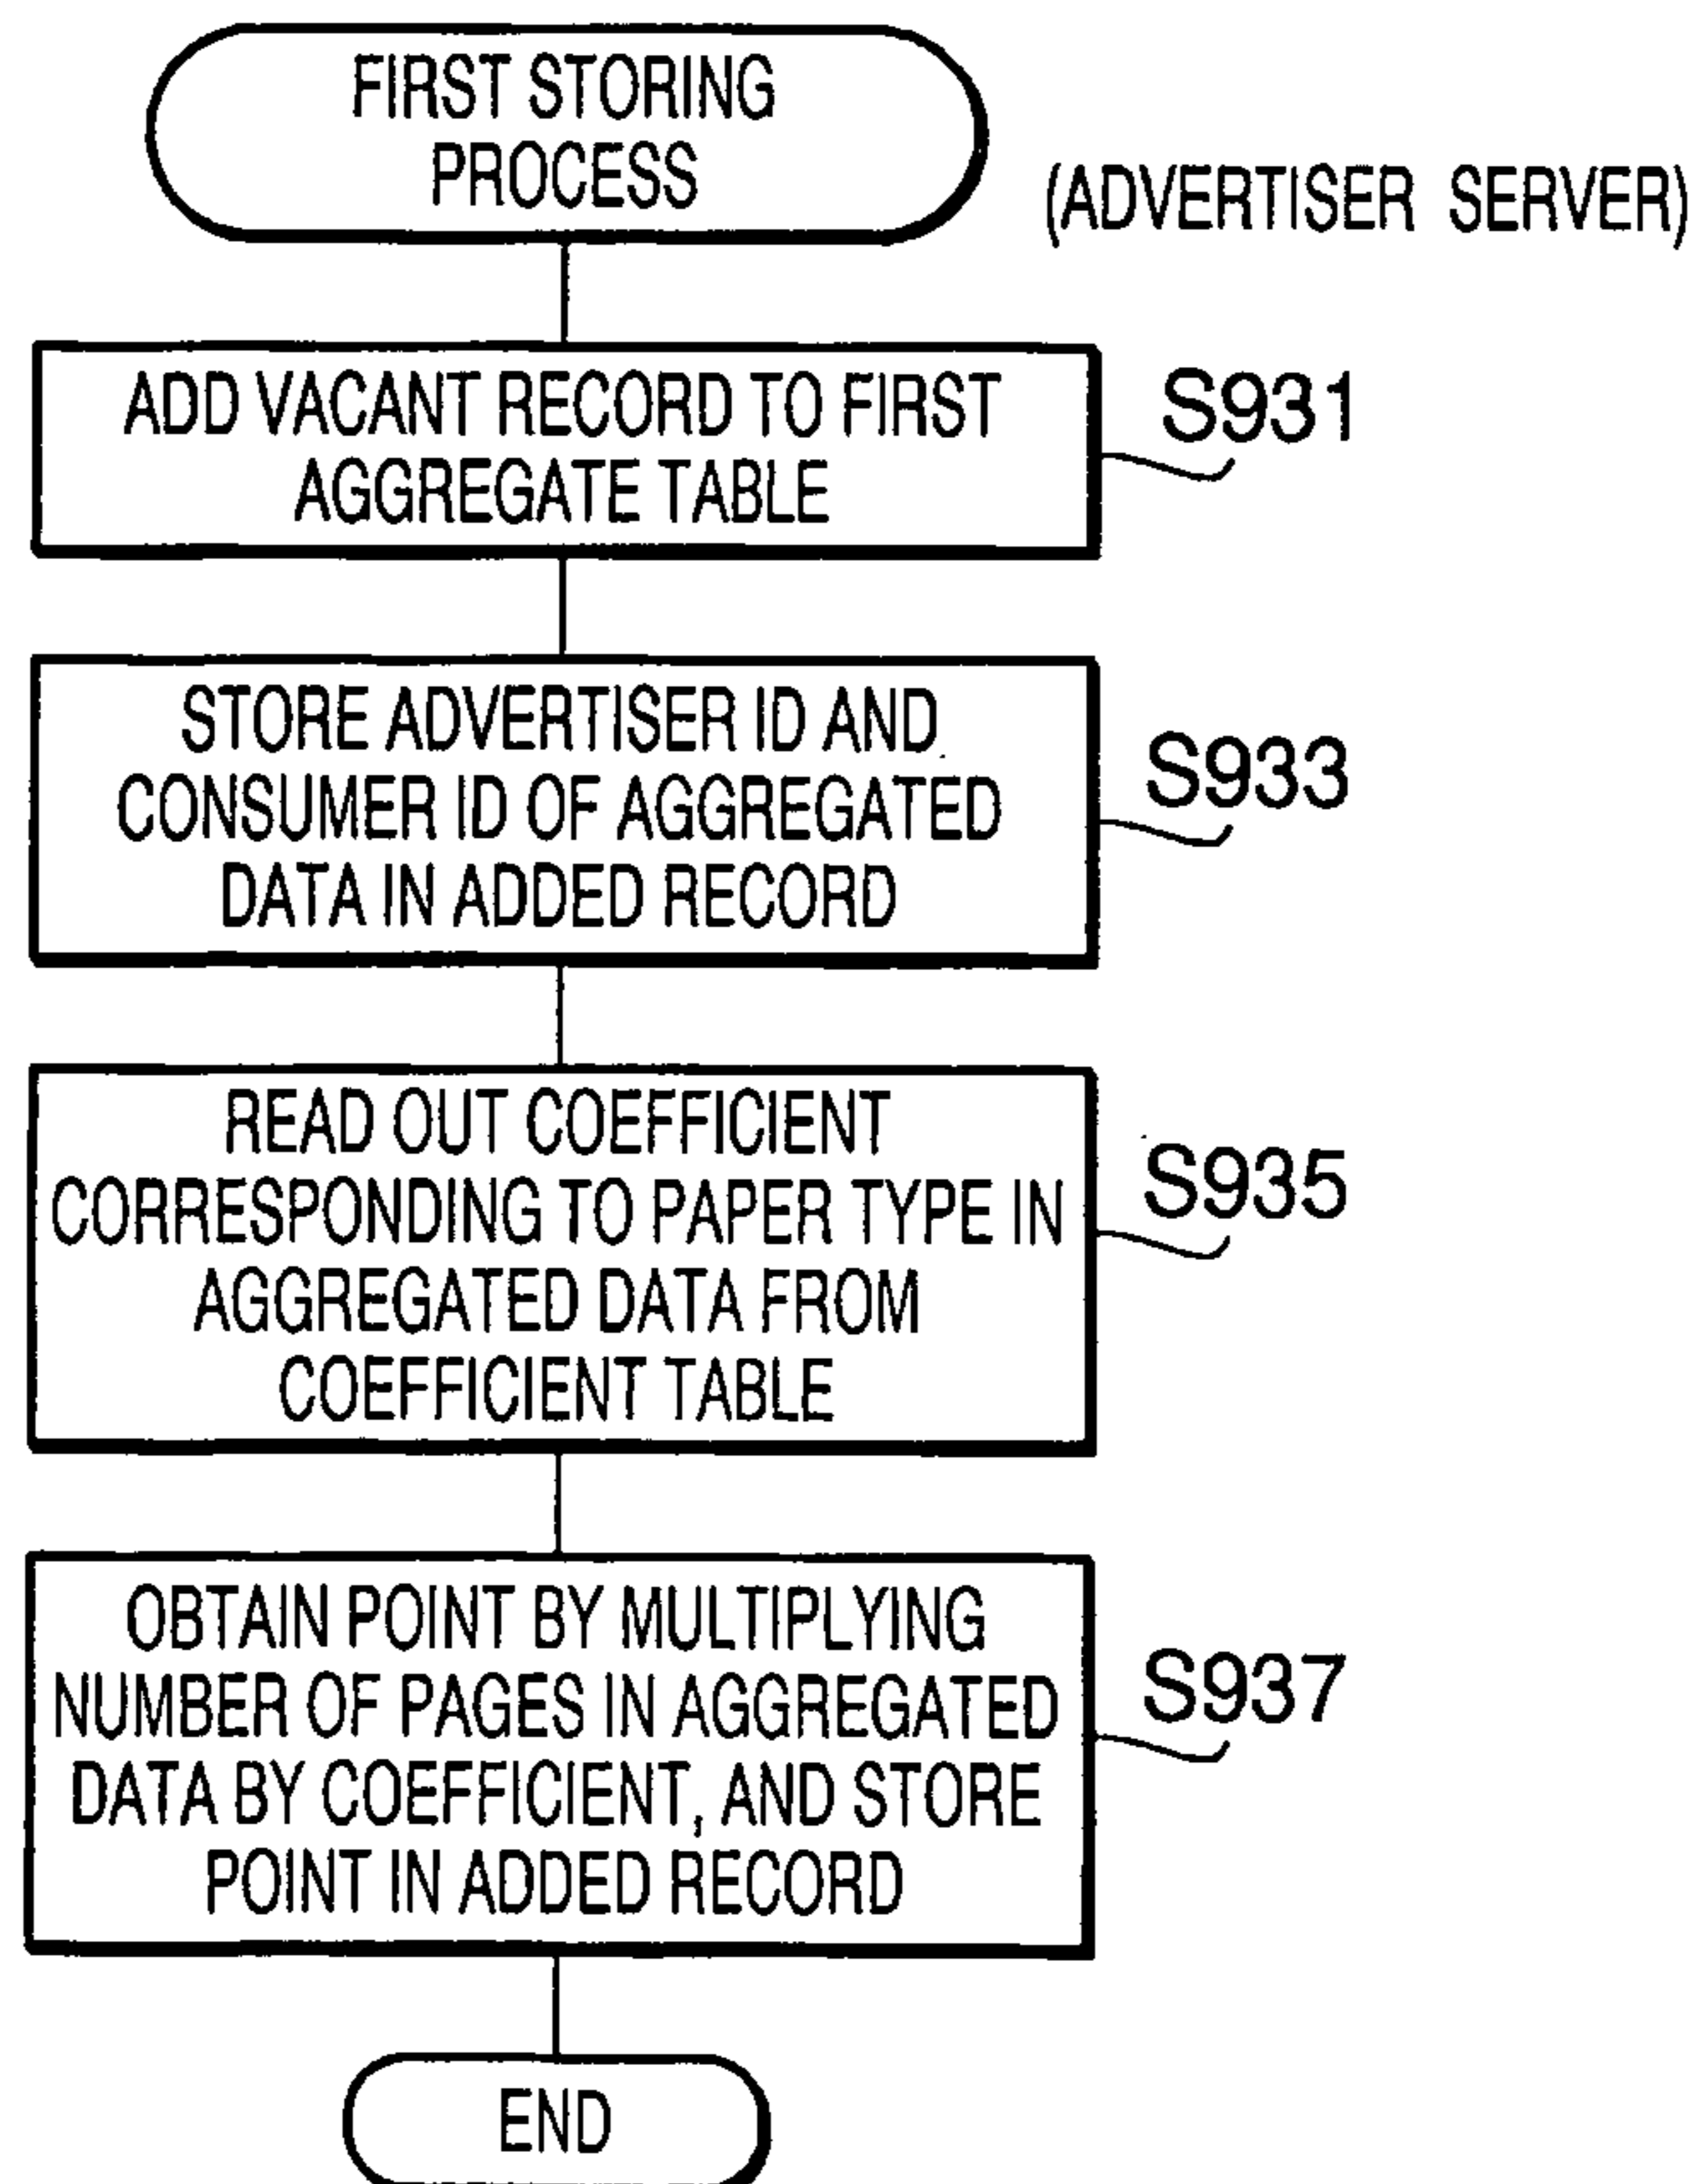 FIRST STORING
PROCESS
(ADVERTISER SERVER)
ADD VACANT RECORD TO FIRST
AGGREGATE TABLE
S931
STORE ADVERTISER ID AND
CONSUMER ID OF AGGREGATED
DATA IN ADDED RECORD
S933
READ OUT COEFFICIENT
CORRESPONDING TO PAPER TYPE IN
AGGREGATED DATA FROM
COEFFICIENT TABLE
S935
OBTAIN POINT BY MULTIPLYING
NUMBER OF PAGES IN AGGREGATED
DATA BY COEFFICIENT, AND STORE
POINT IN ADDED RECORD
S937
END